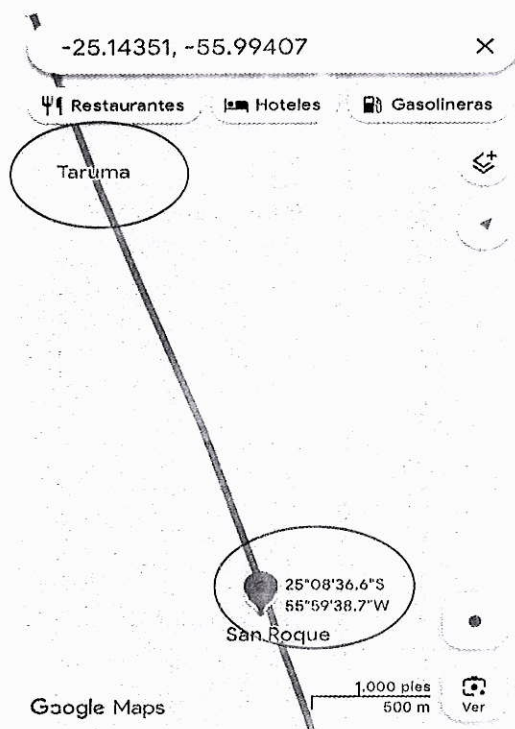 -25.14351, -55.99407
Restaurantes
Hoteles
Gasolineras
Taruma
25°08'36.6"S
55°59'38.7"W
San Roque
1,000 pies
500 m
Ver
Google Maps